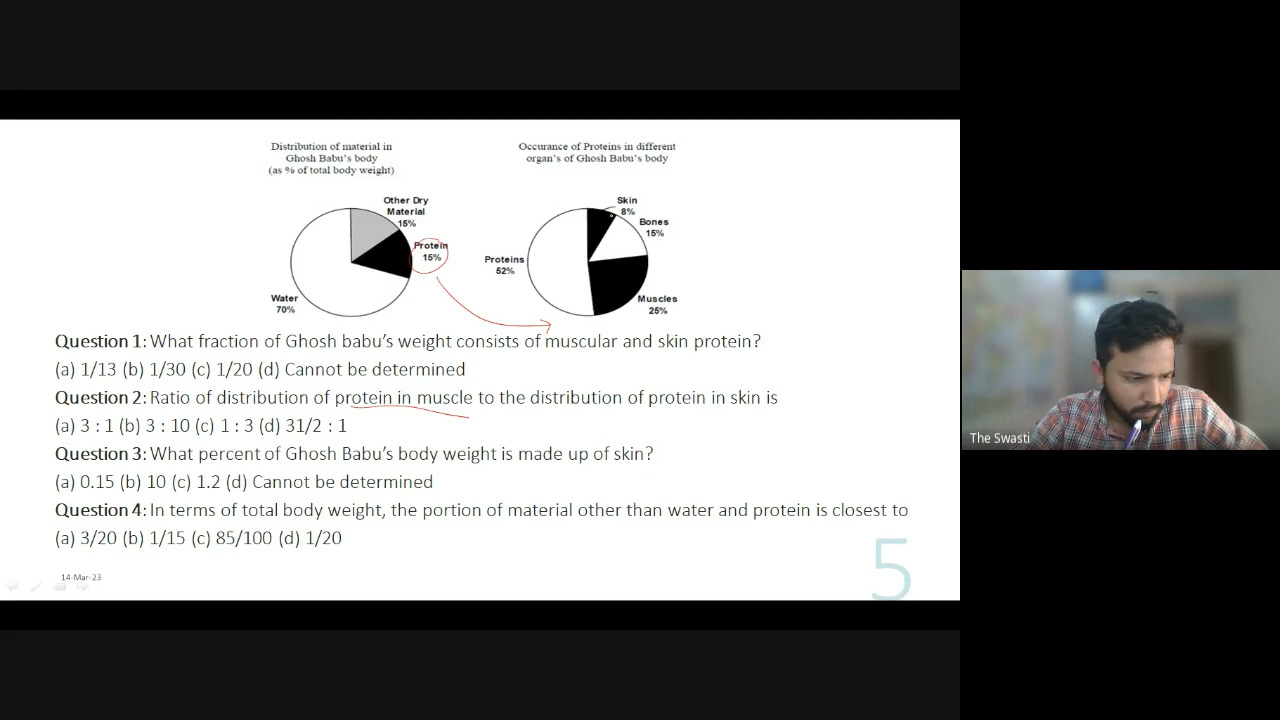 Distribution of material in
Ghosh Babu's body
(as % of total body weight)
Other Dry
Material
15%
Protein
15%
Water
70%
Occurance of Proteins in different
organ's of Ghosh Babu's body
Skin
8%
Bones
15%
Proteins
52%
Muscles
25%
Question 1: What fraction of Ghosh babu's weight consists of muscular and skin protein?
(a) 1/13 (b) 1/30 (c) 1/20 (d) Cannot be determined
Question 2: Ratio of distribution of protein in muscle to the distribution of protein in skin is
(a) 3 : 1 (b) 3 : 10 (c) 1 : 3 (d) 31/2 : 1
Question 3: What percent of Ghosh Babu's body weight is made up of skin?
(a) 0.15 (b) 10 (c) 1.2 (d) Cannot be determined
Question 4: In terms of total body weight, the portion of material other than water and protein is closest to
(a) 3/20 (b) 1/15 (c) 85/100 (d) 1/20
14-Mar-23
5
The Swasti